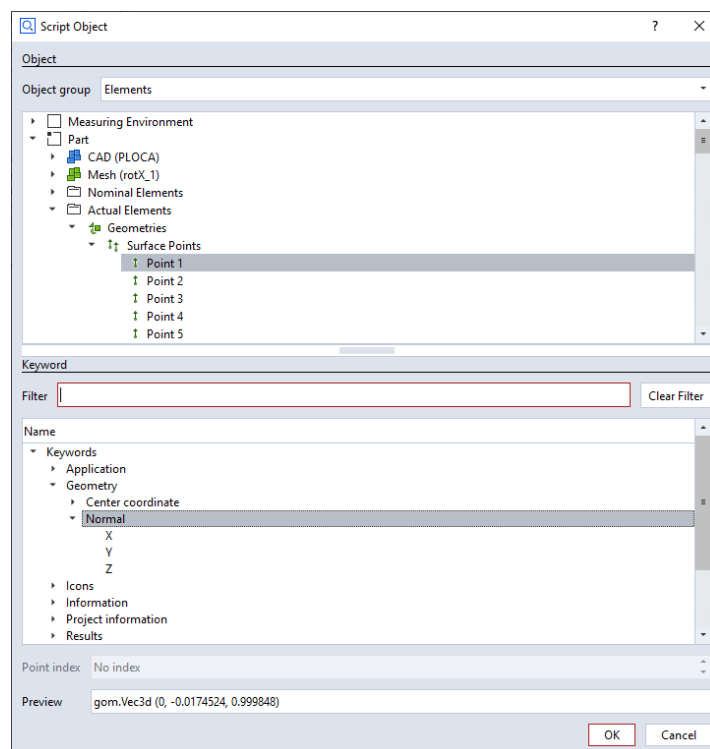 Script Object
?
Object
Object group Elements
Measuring Environment
Part
CAD (PLOCA)
Mesh (rotX_1)
Nominal Elements
Actual Elements
Geometries
Surface Points
Point 1
Point 2
Point 3
Point 4
Point 5
Keyword
Filter Clear Filter
Name
Keywords
Application
Geometry
Center coordinate
Normal
X
Y
Z
Icons
Information
Project information
Results
Point index No index
Preview gom.Vec3d (0, -0.0174524, 0.999848)
OK Cancel